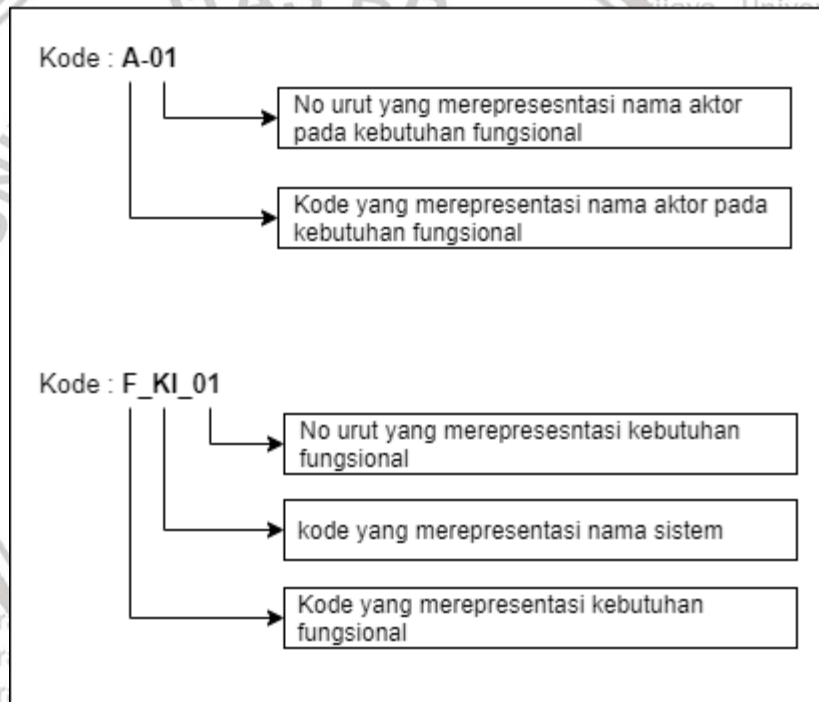 Kode : A-01
No urut yang merepresesntasi nama aktor
pada kebutuhan fungsional
Kode yang merepresentasi nama aktor pada
kebutuhan fungsional
Kode : F_KI_01
No urut yang merepresesntasi kebutuhan
fungsional
kode yang merepresentasi nama sistem
Kode yang merepresentasi kebutuhan
fungsional